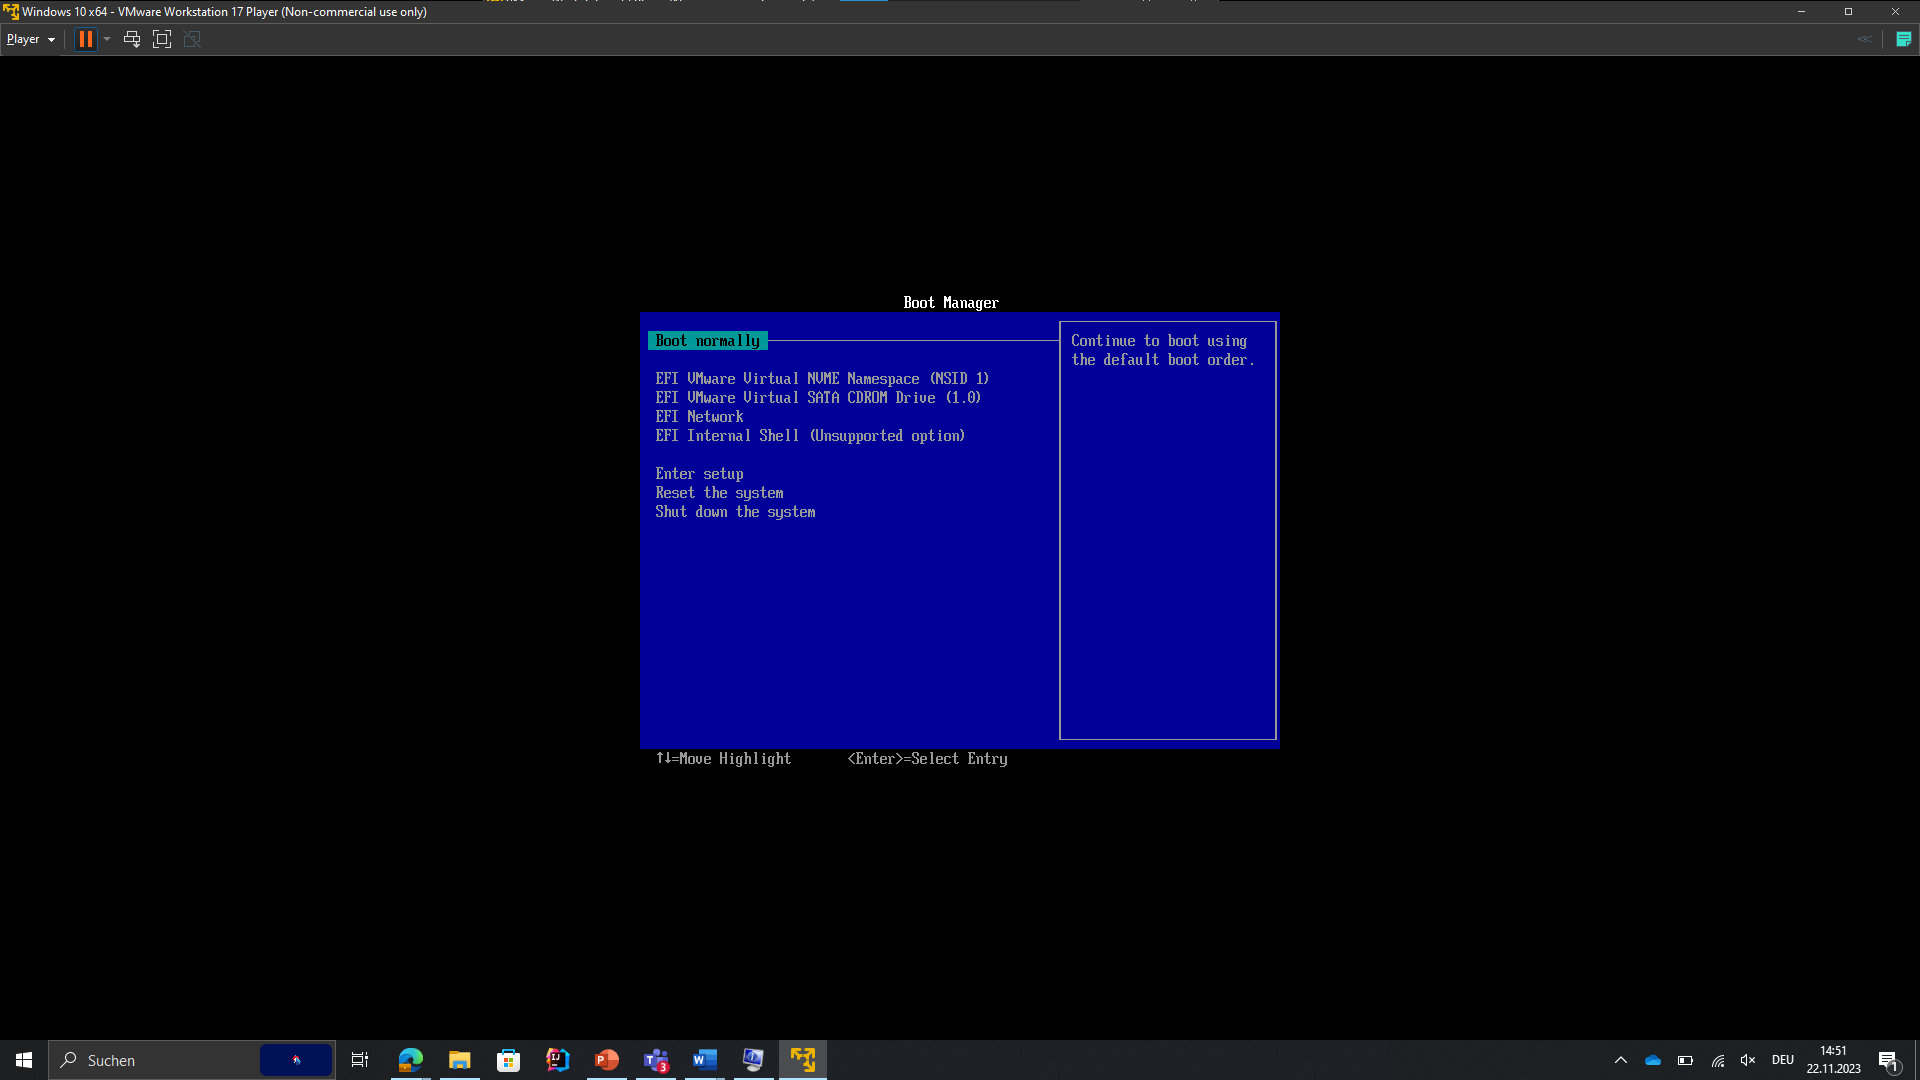 Windows 10 x64 - VMware Workstation 17 Player (Non-commercial use only)
Player
Boot Manager
Boot normally
EFI VMware Virtual NVME Namespace (NSID 1)
EFI VMware Virtual SATA CDROM Drive (1.0)
EFI Network
EFI Internal Shell (Unsupported option)
Enter setup
Reset the system
Shut down the system
Continue to boot using
the default boot order.
↑↓=Move Highlight <Enter>=Select Entry
Suchen
3
DEU
14:51
22.11.2023
1